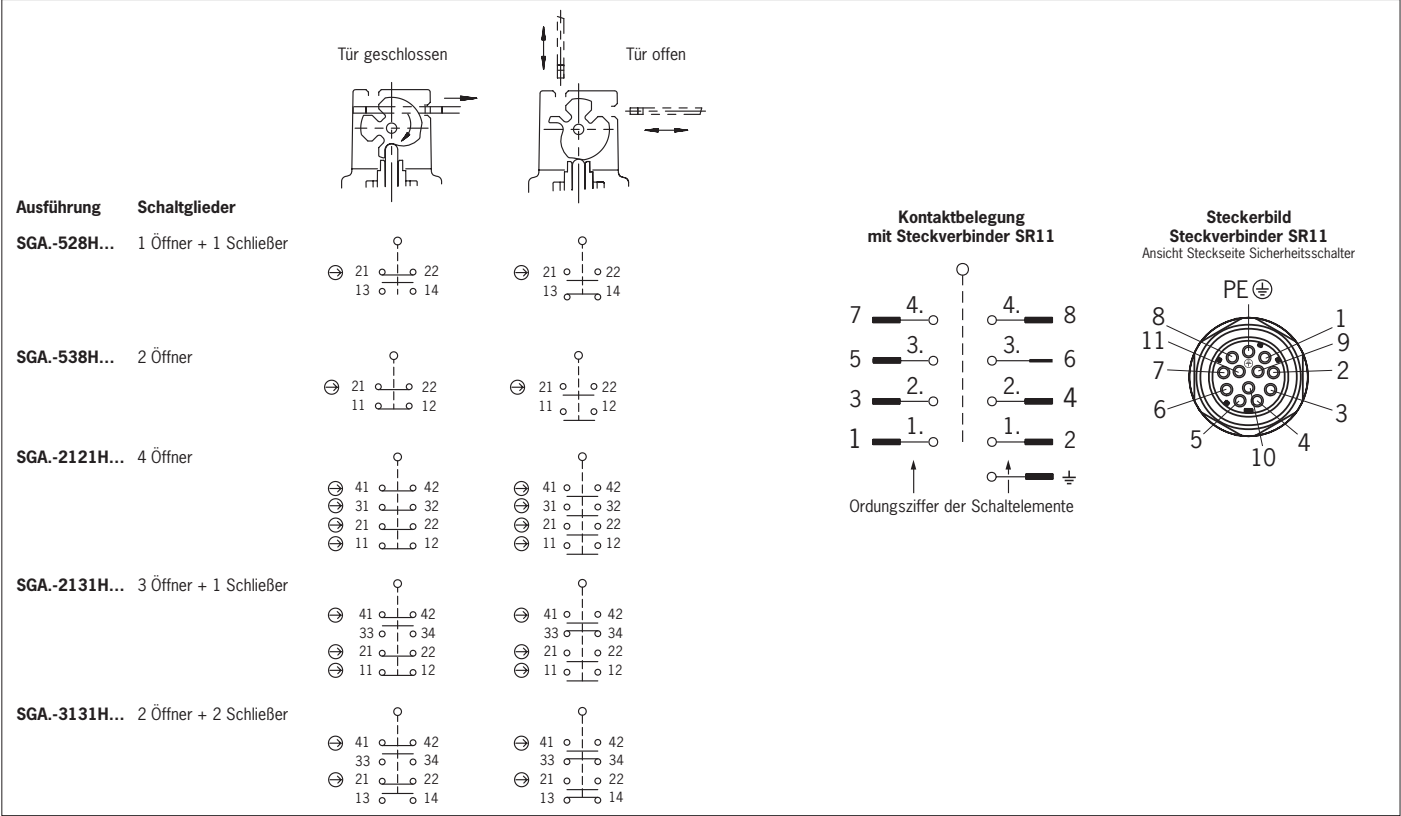 Tür geschlossen
Tür offen
Ausführung Schaltglieder
SGA.-528H... 1 Öffner + 1 Schließer
21 22
13 14
21 22
13 14
SGA.-538H... 2 Öffner
21 22
11 12
21 22
11 12
SGA.-2121H... 4 Öffner
41 42
31 32
21 22
11 12
41 42
31 32
21 22
11 12
SGA.-2131H... 3 Öffner + 1 Schließer
41 42
33 34
21 22
11 12
41 42
33 34
21 22
11 12
SGA.-3131H... 2 Öffner + 2 Schließer
41 42
33 34
21 22
13 14
41 42
33 34
21 22
13 14
Kontaktbelegung
mit Steckverbinder SR11
7 4. 4. 8
5 3. 3. 6
3 2. 2. 4
1 1. 1. 2
Ordungsziffer der Schaltelemente
Steckerbild
Steckverbinder SR11
Ansicht Steckseite Sicherheitsschalter
PE
8 1
11 9
7 2
6 3
5 4
10